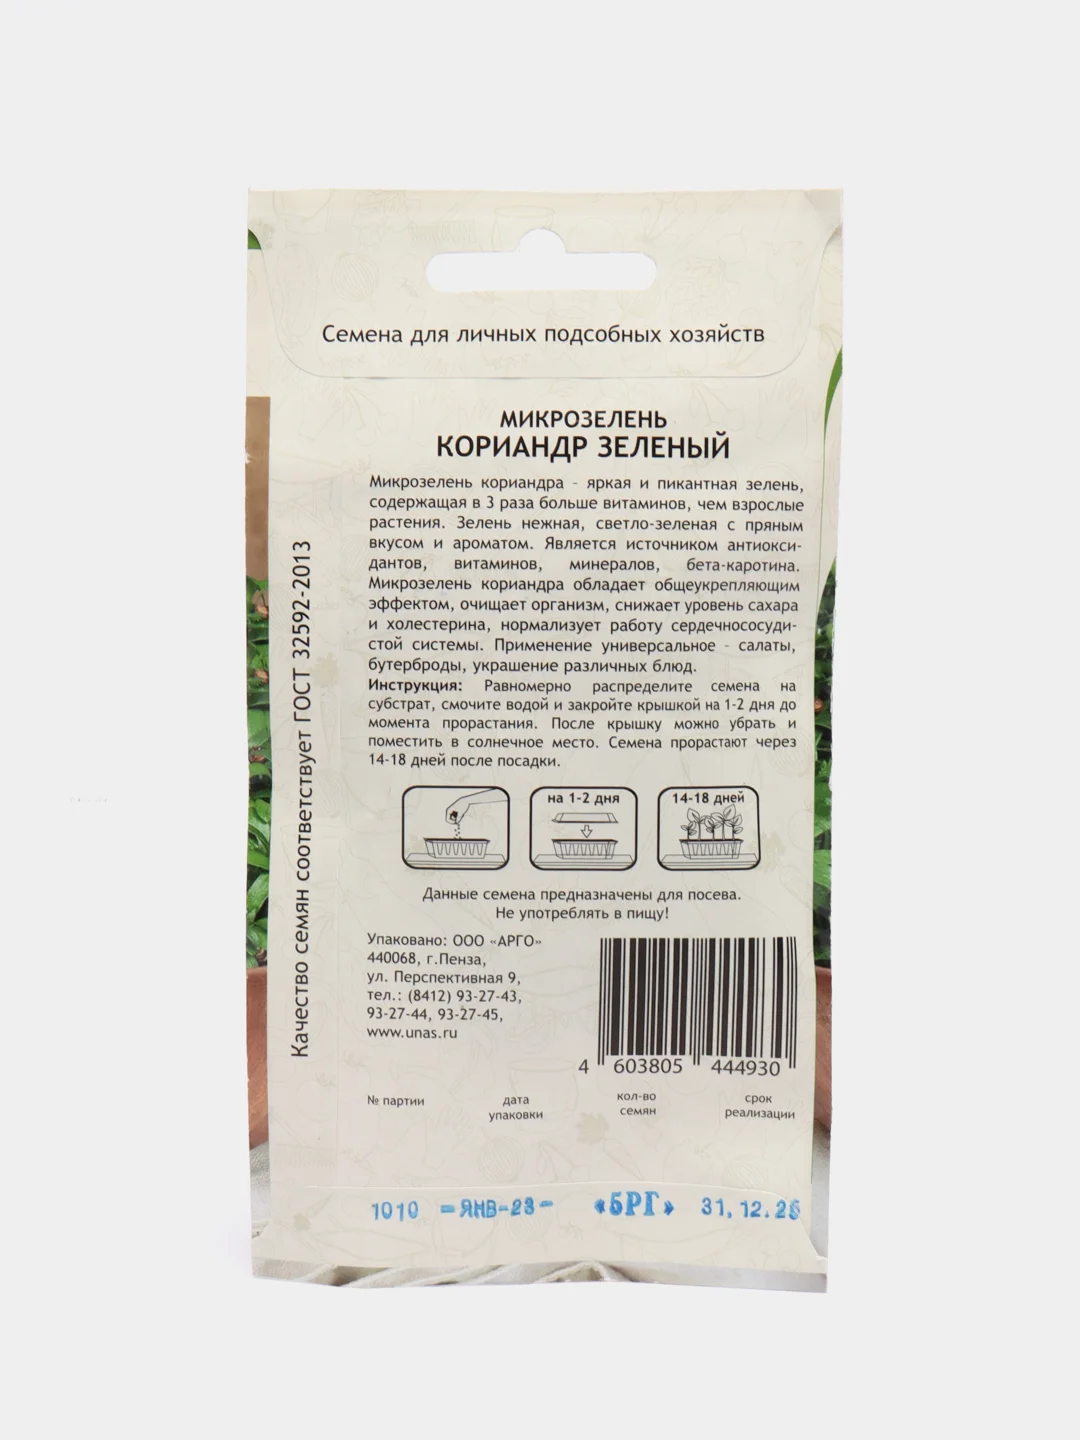 Семена для личных подсобных хозяйств
МИКРОЗЕЛЕНЬ
КОРИАНДР ЗЕЛЕНЫЙ
Микрозелень кориандра - яркая и пикантная зелень,
содержащая в 3 раза больше витаминов, чем взрослые
растения. Зелень нежная, светло-зеленая с пряным
вкусом и ароматом. Является источником антиокси-
дантов, витаминов, минералов, бета-каротина.
Микрозелень кориандра обладает общеукрепляющим
эффектом, очищает организм, снижает уровень сахара
и холестерина, нормализует работу сердечнососуди-
стой системы. Применение универсальное - салаты,
бутерброды, украшение различных блюд.
Инструкция: Равномерно распределите семена на
субстрат, смочите водой и закройте крышкой на 1-2 дня до
момента прорастания. После крышку можно убрать и
поместить в солнечное место. Семена прорастают через
14-18 дней после посадки.
на 1-2 дня
14-18 дней
Данные семена предназначены для посева.
Не употреблять в пищу!
Упаковано: ООО «АРГО»
440068, г.Пенза,
ул. Перспективная 9,
тел.: (8412) 93-27-43,
93-27-44, 93-27-45,
www.unas.ru
4 603805 444930
№ партии
дата
упаковки
кол-во
семян
срок
реализации
1010 -ЯНВ-23- «5РГ»
Качество семян соответствует ГОСТ 32592-2013